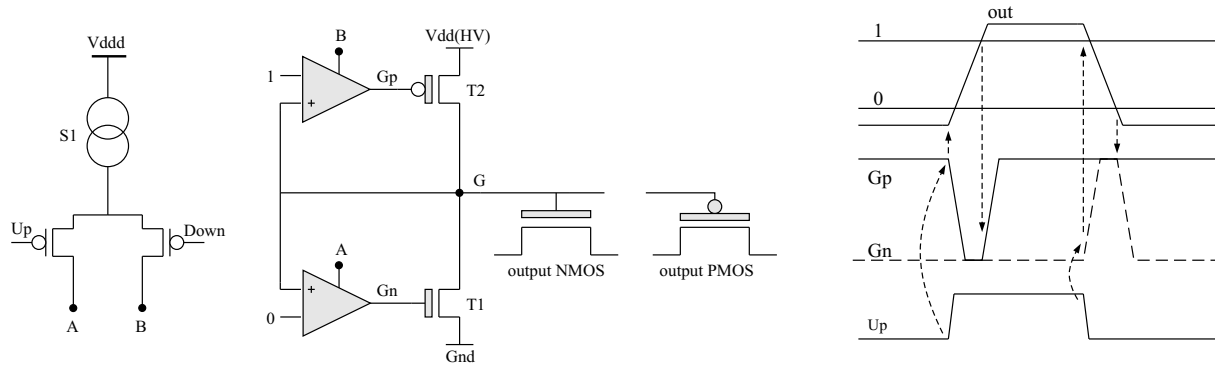 Vddd
S1
Up
Down
A
B
B
Vdd(HV)
1
Gp
+
T2
G
A
output NMOS
output PMOS
+
Gn
T1
0
Gnd
out
1
0
Gp
Gn
Up